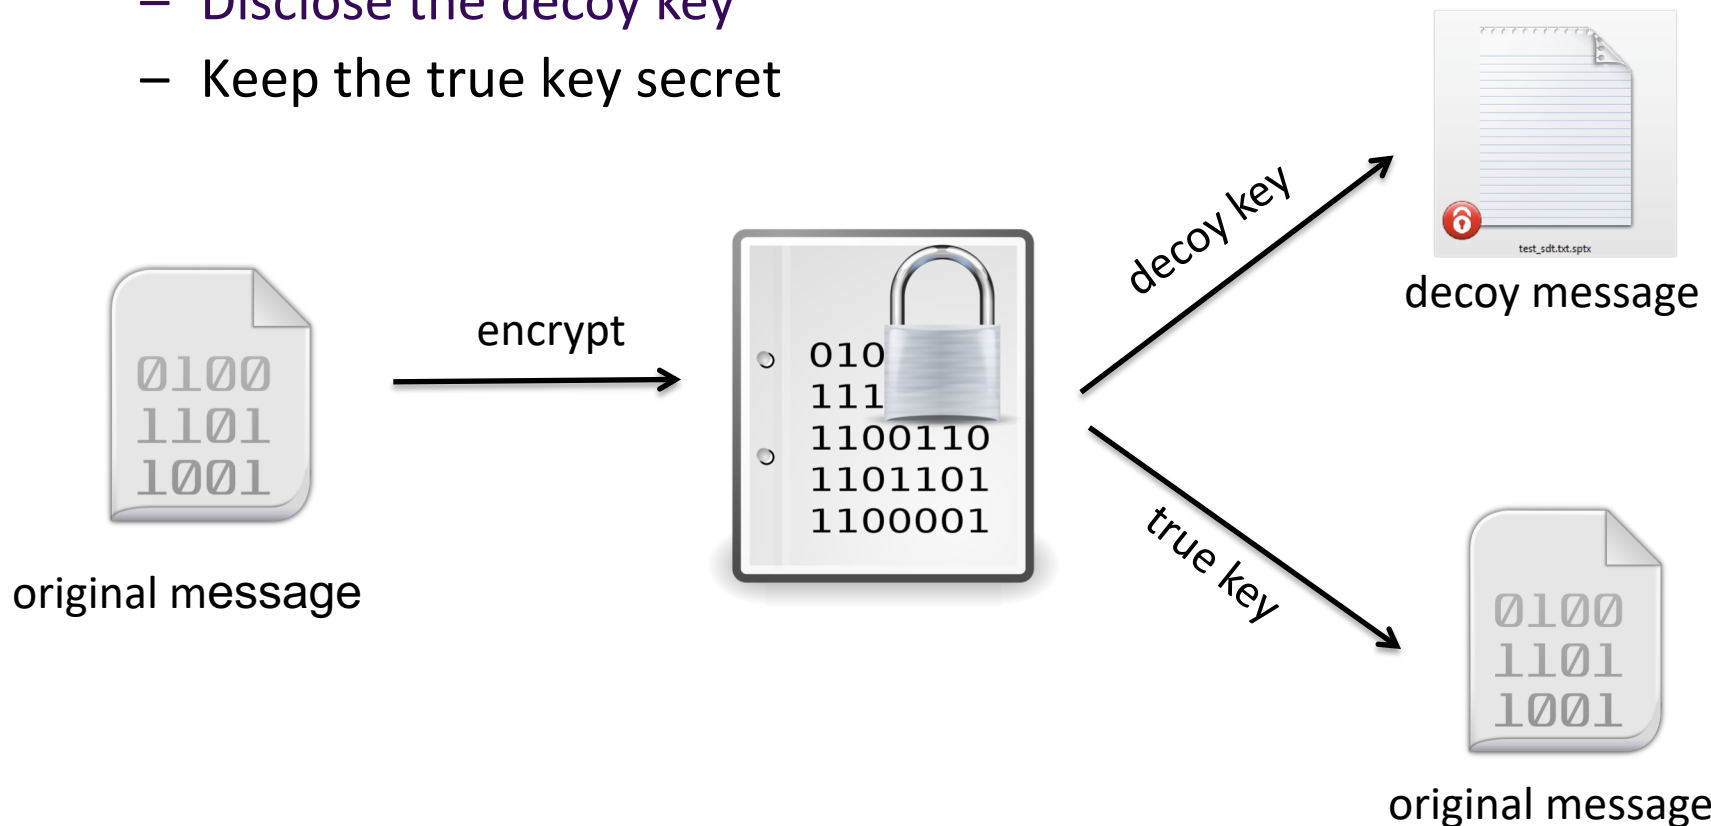 – Disclose the decoy key
– Keep the true key secret
test_sdt.txt.sptx
decoy key
decoy message
encrypt
0100
1101
1001
010
111
1100110
1101101
1100001
original message
true key
0100
1101
1001
original message